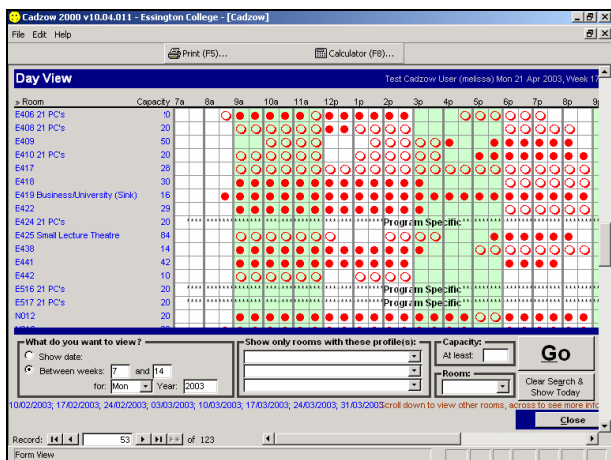 Cadzow 2000 v10.04.011 - Essington College - [Cadzow]
File Edit Help
Print (F5)... Calculator (F8)...
Day View Test Cadzow User (melissa) Mon 21 Apr 2003, Week 17
» Room Capacity 7a 8a 9a 10a 11a 12p 1p 2p 3p 4p 5p 6p 7p 8p 9p
E406 21 PC's
E408 21 PC's 20
E409 50
E410 21 PC's 20
E417 28
E418 30
E419 Business/University (Sink) 16
E422 29
E424 21 PC's 20 Program Specific
E425 Small Lecture Theatre 84
E438 14
E441 42
E442 10
E516 21 PC's 20 Program Specific
E517 21 PC's 20 Program Specific
N012 20
What do you want to view? Show only rooms with these profile(s): Capacity:
Show date: At least:
Between weeks: 7 and 14 Room:
for: Mon Year: 2003
Go
Clear Search & Show Today
10/02/2003; 17/02/2003; 24/02/2003; 03/03/2003; 10/03/2003; 17/03/2003; 24/03/2003; 31/03/2003 Scroll down to view other rooms, across to see more info
Close
Record: 53 of 123
Form View